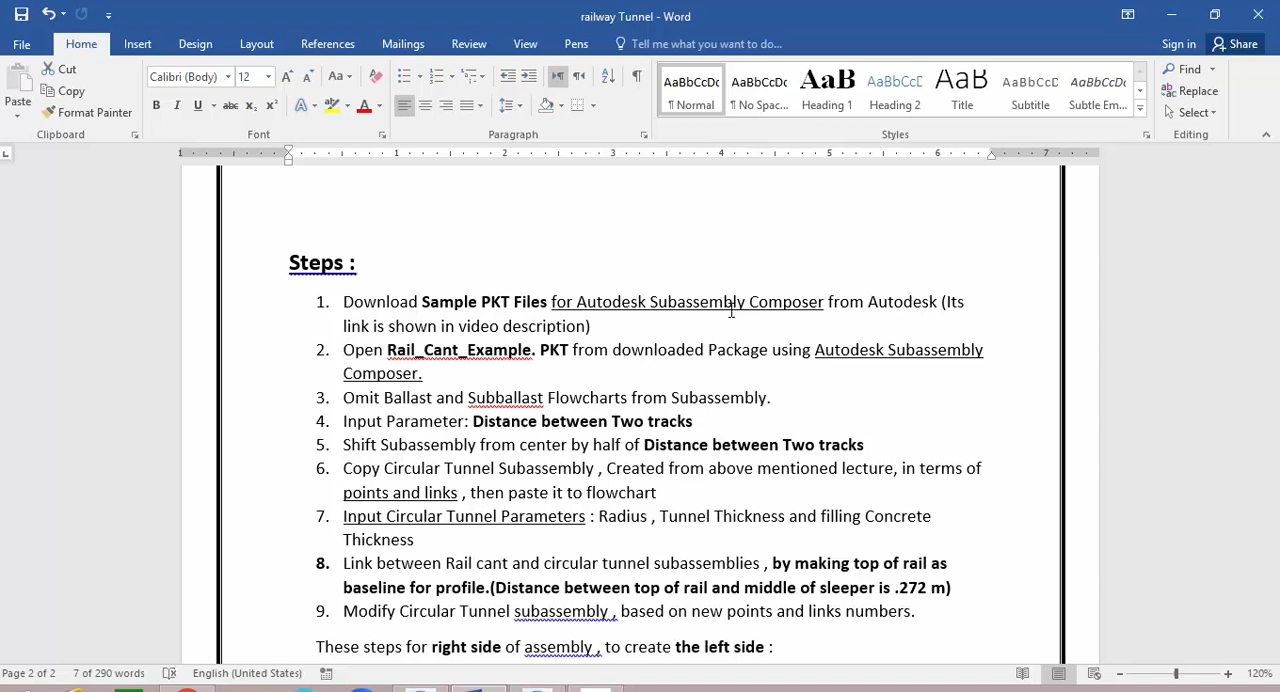 railway Tunnel - Word
File Home Insert Design Layout References Mailings Review View Pens Tell me what you want to do... Sign in Share
Paste Cut Copy Format Painter
Calibri (Body) 12
AaBbCcDc AaBbCcDc AaBb AaBbCcC AaB AaBbCcD AaBbCcD
¶ Normal ¶ No Spac... Heading 1 Heading 2 Title Subtitle Subtle Em...
Find Replace Select
Clipboard Font Paragraph Styles Editing
1 1 2 3 4 5 6 7
Steps :
1. Download Sample PKT Files for Autodesk Subassembly Composer from Autodesk (Its
link is shown in video description)
2. Open Rail_Cant_Example. PKT from downloaded Package using Autodesk Subassembly
Composer.
3. Omit Ballast and Subballast Flowcharts from Subassembly.
4. Input Parameter: Distance between Two tracks
5. Shift Subassembly from center by half of Distance between Two tracks
6. Copy Circular Tunnel Subassembly , Created from above mentioned lecture, in terms of
points and links , then paste it to flowchart
7. Input Circular Tunnel Parameters : Radius , Tunnel Thickness and filling Concrete
Thickness
8. Link between Rail cant and circular tunnel subassemblies , by making top of rail as
baseline for profile.(Distance between top of rail and middle of sleeper is .272 m)
9. Modify Circular Tunnel subassembly , based on new points and links numbers.
These steps for right side of assembly , to create the left side :
Page 2 of 2 7 of 290 words English (United States) 120%